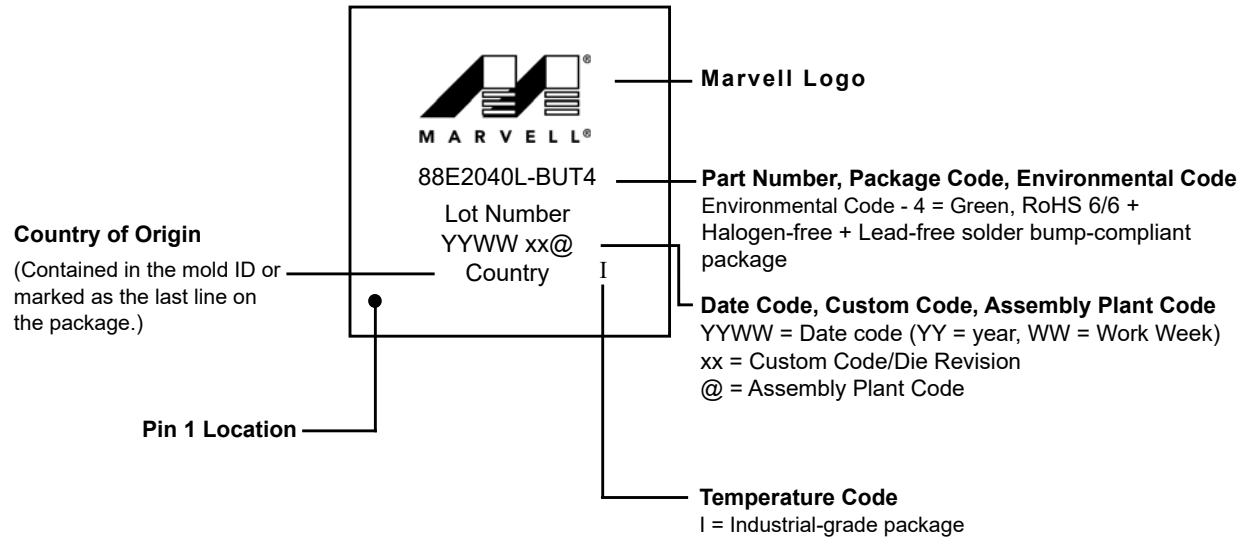 ®
MARVELL®
Marvell Logo
88E2040L-BUT4
Part Number, Package Code, Environmental Code
Environmental Code - 4 = Green, RoHS 6/6 +
Halogen-free + Lead-free solder bump-compliant
package
Lot Number
YYWW xx@
Country
I
Country of Origin
(Contained in the mold ID or
marked as the last line on
the package.)
Date Code, Custom Code, Assembly Plant Code
YYWW = Date code (YY = year, WW = Work Week)
xx = Custom Code/Die Revision
@ = Assembly Plant Code
Pin 1 Location
Temperature Code
I = Industrial-grade package